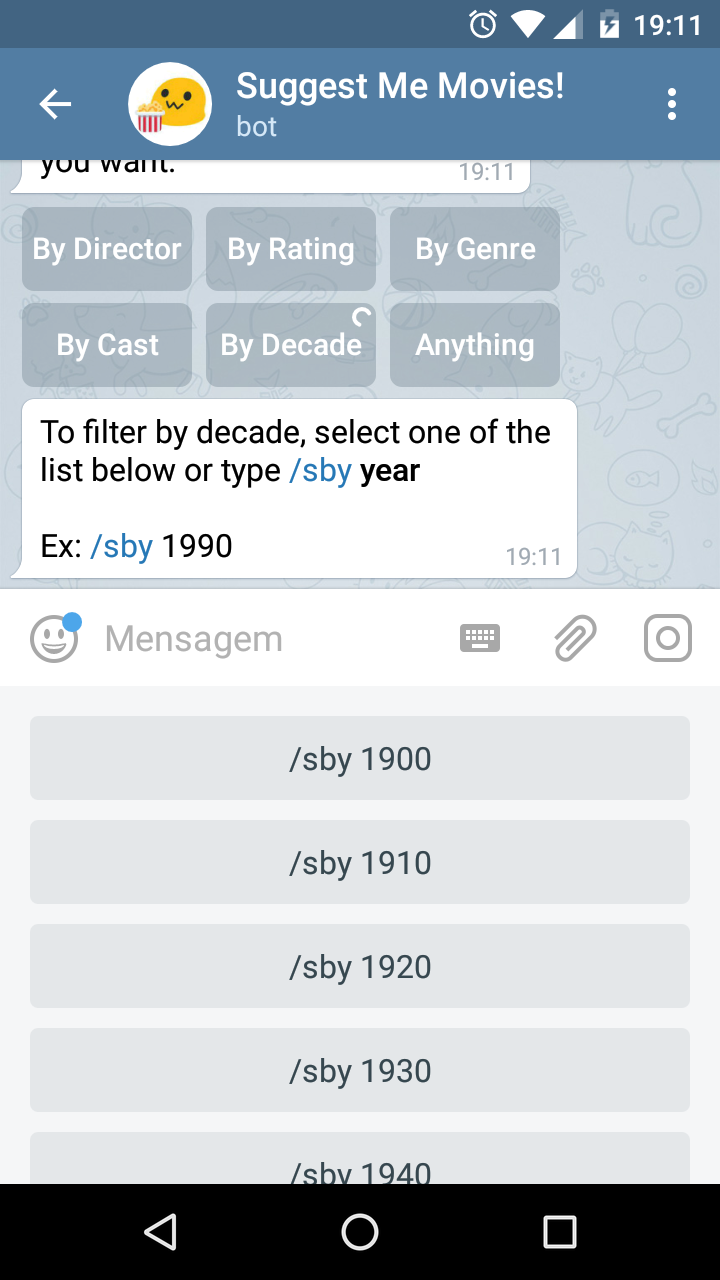 19:11
Suggest Me Movies!
bot
you want.
19:11
By Director By Rating By Genre
By Cast By Decade Anything
To filter by decade, select one of the
list below or type /sby year
Ex: /sby 1990
19:11
Mensagem
/sby 1900
/sby 1910
/sby 1920
/sby 1930
/sby 1940